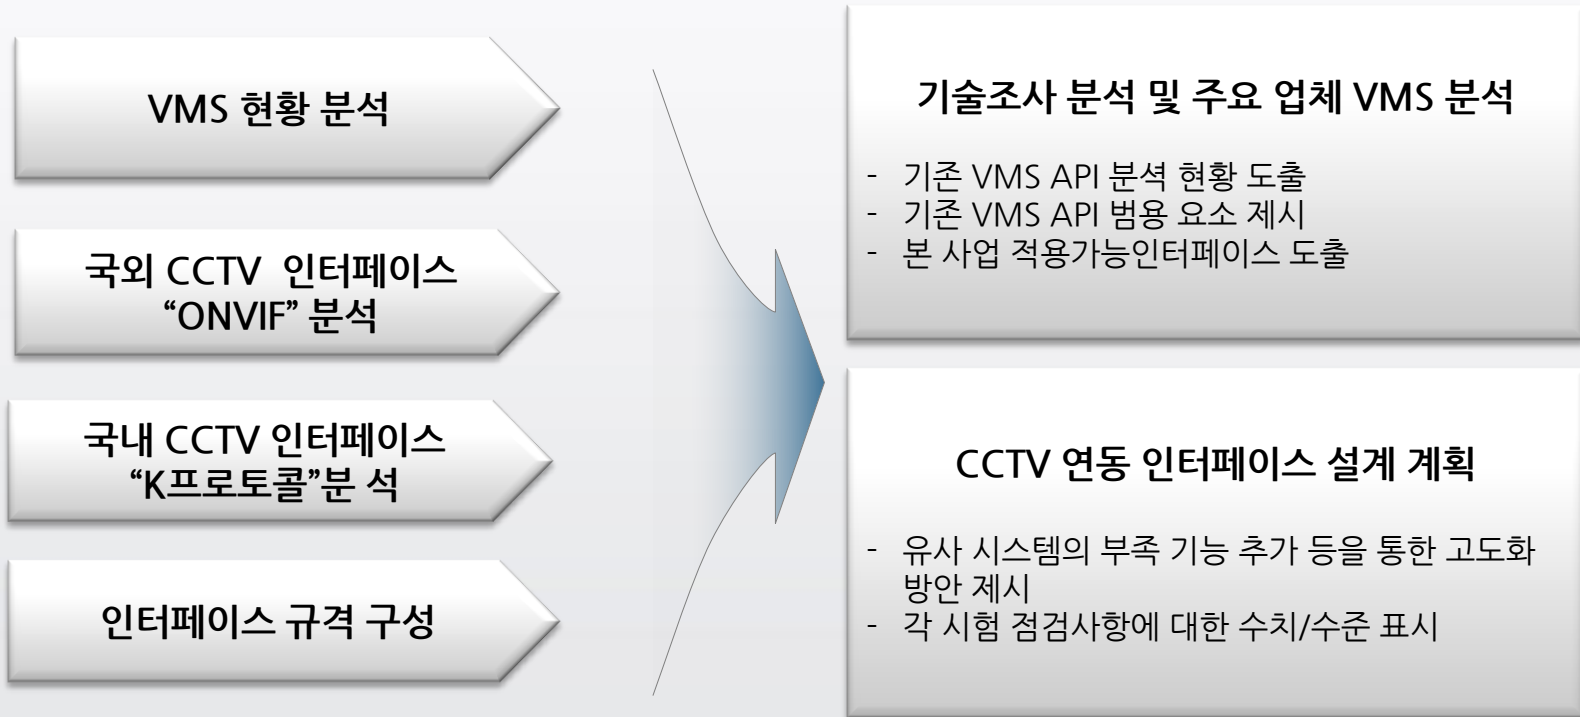 VMS 현황 분석
국외 CCTV 인터페이스
“ONVIF” 분석
국내 CCTV 인터페이스
“K프로토콜”분 석
인터페이스 규격 구성
기술조사 분석 및 주요 업체 VMS 분석
- 기존 VMS API 분셕 현황 도출
- 기존 VMS API 범용 요소 제시
- 본 사업 적용가능인터페이스 도출
CCTV 연동 인터페이스 설계 계획
- 유사 시스템의 부족 기능 추가 등을 통한 고도화
방안 제시
- 각 시험 점검사항에 대한 수치/수준 표시